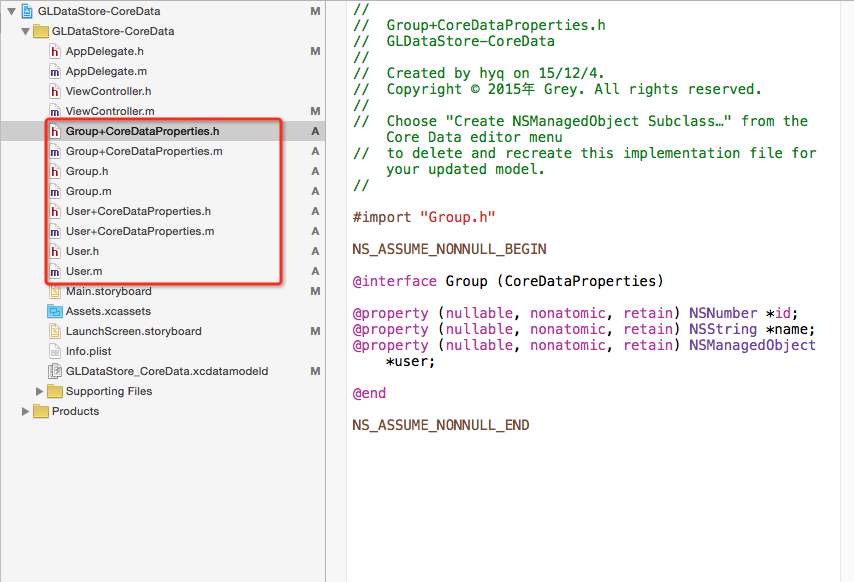 GLDataStore-CoreData M
GLDataStore-CoreData
AppDelegate.h M
AppDelegate.m
ViewController.h
ViewController.m M
Group+CoreDataProperties.h A
Group+CoreDataProperties.m A
Group.h A
Group.m A
User+CoreDataProperties.h A
User+CoreDataProperties.m A
User.h A
User.m A
Main.storyboard M
Assets.xcassets
LaunchScreen.storyboard M
Info.plist
GLDataStore_CoreData.xcdatamodeld M
Supporting Files
Products
//
//  Group+CoreDataProperties.h
//  GLDataStore-CoreData
//
//  Created by hyq on 15/12/4.
//  Copyright © 2015年 Grey. All rights reserved.
//
//  Choose "Create NSManagedObject Subclass…" from the
Core Data editor menu
//  to delete and recreate this implementation file for
your updated model.
//
#import "Group.h"
NS_ASSUME_NONNULL_BEGIN
@interface Group (CoreDataProperties)
@property (nullable, nonatomic, retain) NSNumber *id;
@property (nullable, nonatomic, retain) NSString *name;
@property (nullable, nonatomic, retain) NSManagedObject
*user;
@end
NS_ASSUME_NONNULL_END